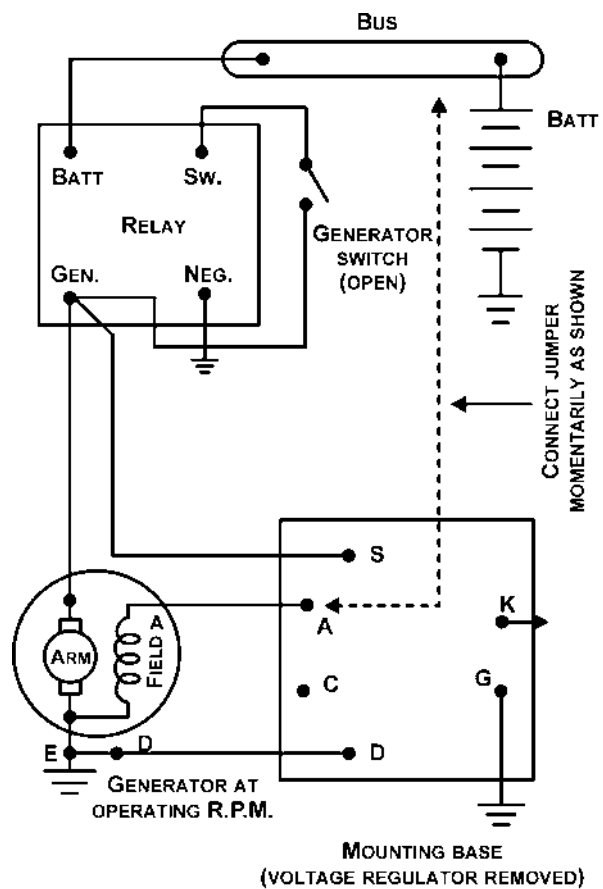 BUS
BATT
BATT
SW.
RELAY
GENERATOR
SWITCH
(OPEN)
GEN.
NEG.
CONNECT JUMPER
MOMENTARILY AS SHOWN
S
A
K
C
G
D
ARM
FIELD
A
E
D
GENERATOR AT
OPERATING R.P.M.
MOUNTING BASE
(VOLTAGE REGULATOR REMOVED)